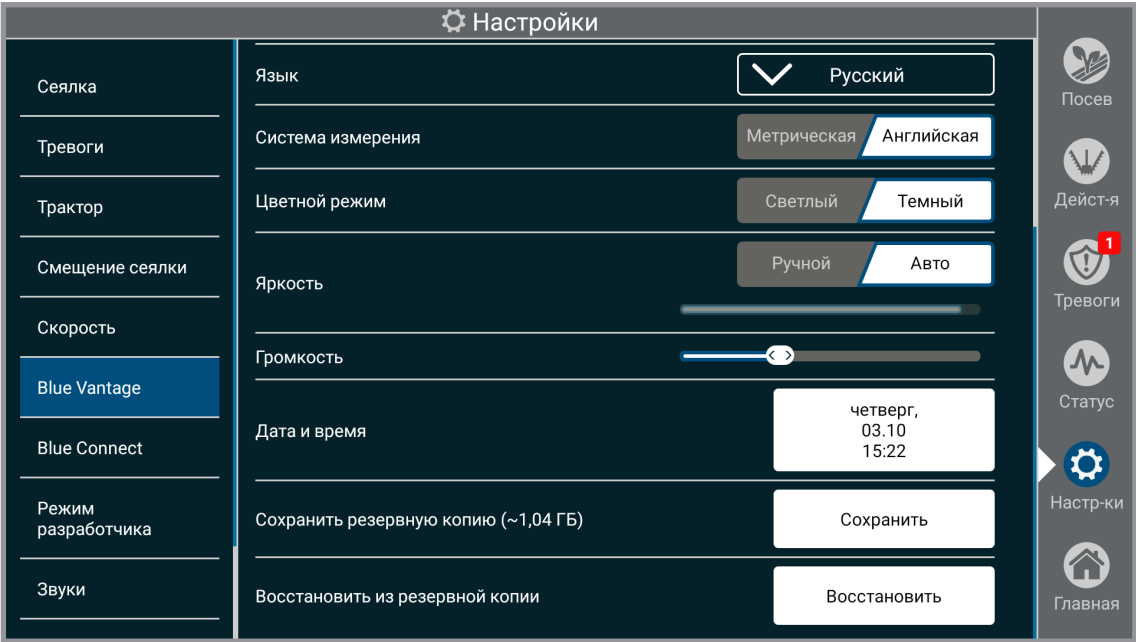 Настройки
Сеялка
Тревоги
Трактор
Смещение сеялки
Скорость
Blue Vantage
Blue Connect
Режим
разработчика
Звуки
Язык
Русский
Система измерения
Метрическая
Английская
Цветной режим
Светлый
Темный
Яркость
Ручной
Авто
Громкость
Дата и время
четверг,
03.10
15:22
Сохранить резервную копию (~1,04 ГБ)
Сохранить
Восстановить из резервной копии
Восстановить
Посев
Дейст-я
1
Тревоги
Статус
Настр-ки
Главная